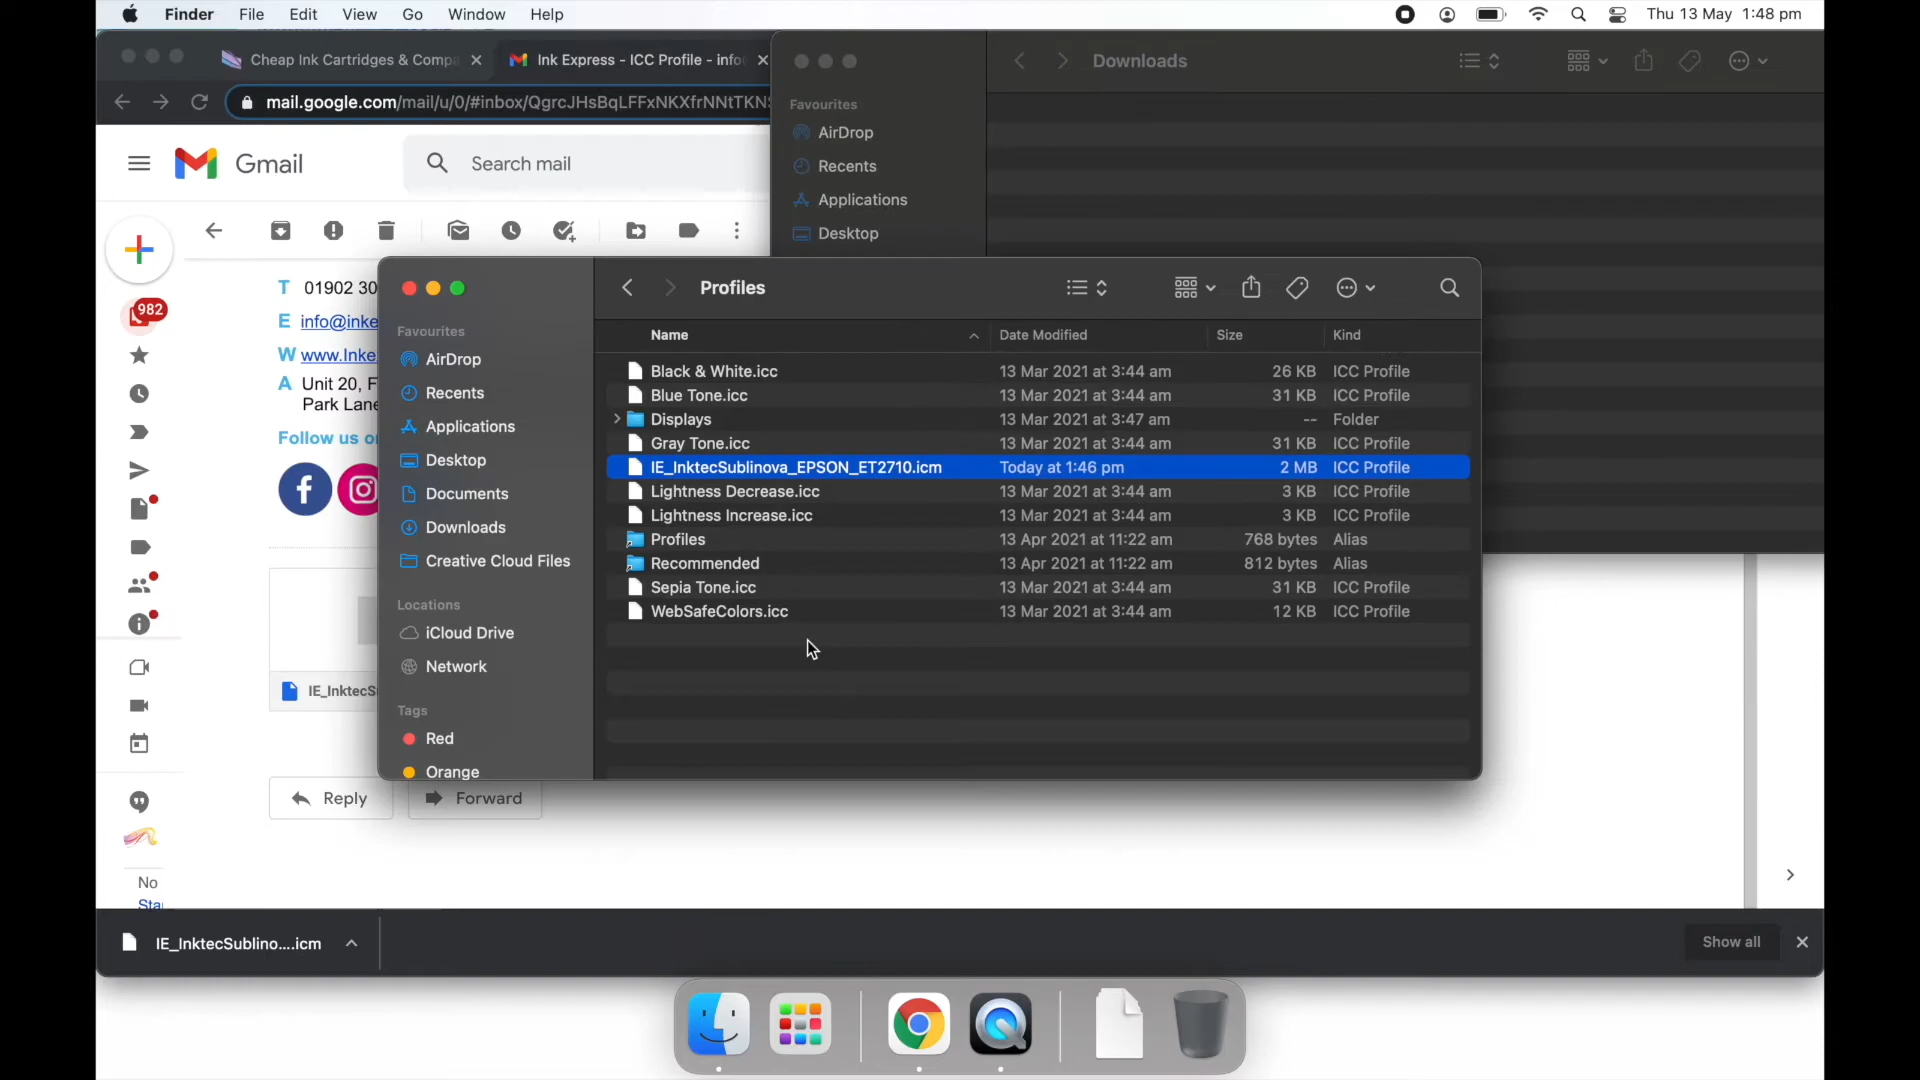 Finder File Edit View Go Window Help
Thu 13 May 1:48 pm
Cheap Ink Cartridges & Compa
Ink Express - ICC Profile - info
mail.google.com/mail/u/0/#inbox/QgrcJHsBqLFFxNKXfrNNtTKN
Gmail
Search mail
Favourites
AirDrop
Recents
Applications
Desktop
Downloads
982
T 01902 30
E info@inke
W www.Inke
A Unit 20, F
Park Lane
Follow us o
IE_InktecS
Reply
Forward
No
Sta
Favourites
AirDrop
Recents
Applications
Desktop
Documents
Downloads
Creative Cloud Files
Locations
iCloud Drive
Network
Tags
Red
Orange
Profiles
Name Date Modified Size Kind
Black & White.icc 13 Mar 2021 at 3:44 am 26 KB ICC Profile
Blue Tone.icc 13 Mar 2021 at 3:44 am 31 KB ICC Profile
Displays 13 Mar 2021 at 3:47 am -- Folder
Gray Tone.icc 13 Mar 2021 at 3:44 am 31 KB ICC Profile
IE_InktecSublinova_EPSON_ET2710.icm Today at 1:46 pm 2 MB ICC Profile
Lightness Decrease.icc 13 Mar 2021 at 3:44 am 3 KB ICC Profile
Lightness Increase.icc 13 Mar 2021 at 3:44 am 3 KB ICC Profile
Profiles 13 Apr 2021 at 11:22 am 768 bytes Alias
Recommended 13 Apr 2021 at 11:22 am 812 bytes Alias
Sepia Tone.icc 13 Mar 2021 at 3:44 am 31 KB ICC Profile
WebSafeColors.icc 13 Mar 2021 at 3:44 am 12 KB ICC Profile
IE_InktecSublino....icm
Show all